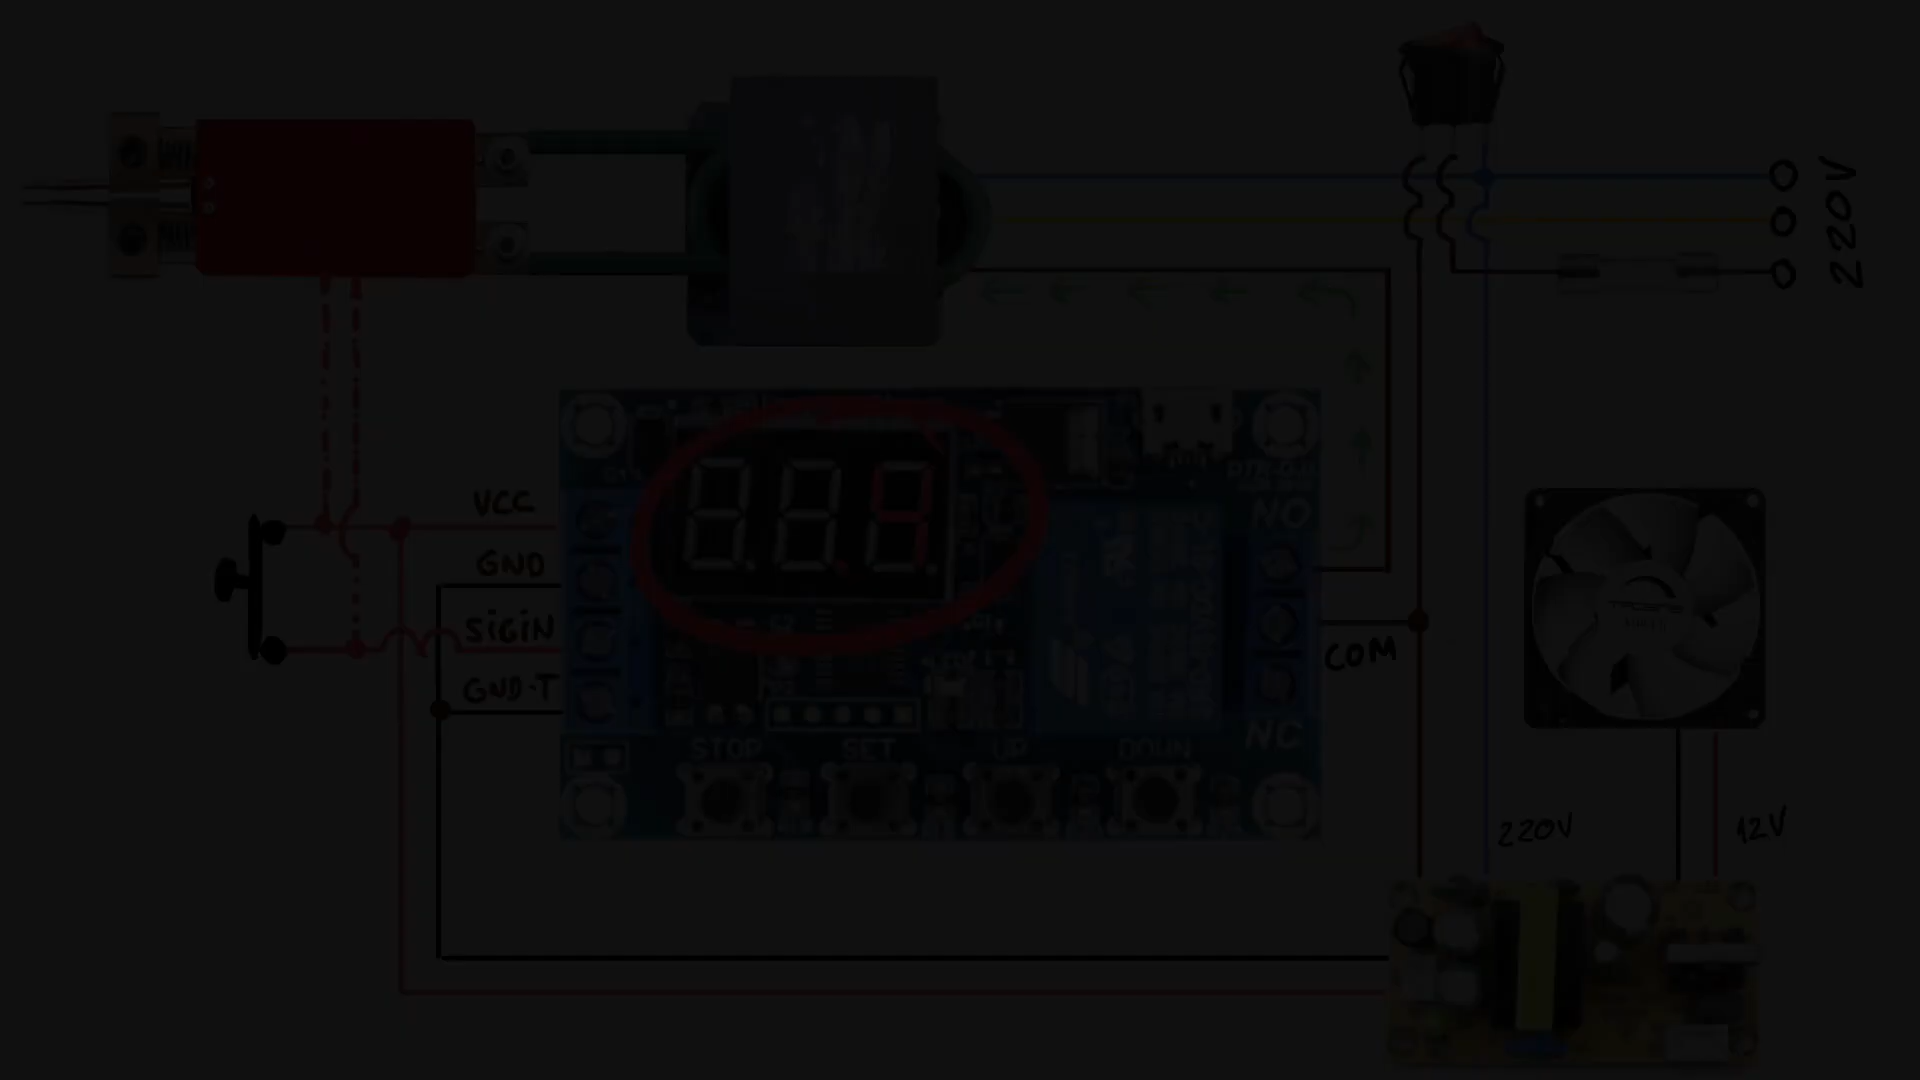 220V
VCC
GND
SiGiN
GND-T
NO
COM
NC
STOP
SET
UP
DOWN
220V
12V